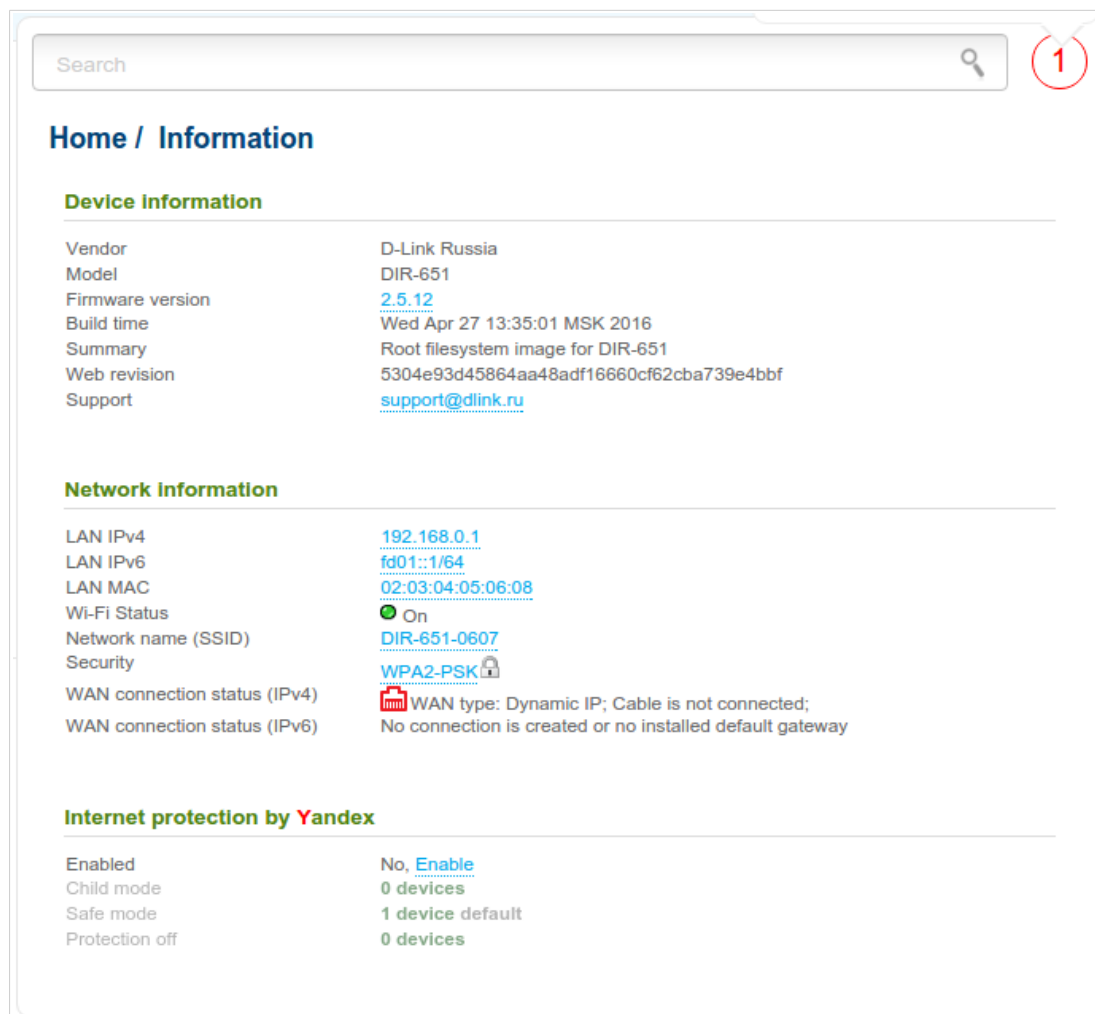 Search
1
Home / Information
Device information
Vendor D-Link Russia
Model DIR-651
Firmware version 2.5.12
Build time Wed Apr 27 13:35:01 MSK 2016
Summary Root filesystem image for DIR-651
Web revision 5304e93d45864aa48adf16660cf62cba739e4bbf
Support support@dlink.ru
Network information
LAN IPv4 192.168.0.1
LAN IPv6 fd01::1/64
LAN MAC 02:03:04:05:06:08
Wi-Fi Status On
Network name (SSID) DIR-651-0607
Security WPA2-PSK
WAN connection status (IPv4) WAN type: Dynamic IP; Cable is not connected;
WAN connection status (IPv6) No connection is created or no installed default gateway
Internet protection by Yandex
Enabled No, Enable
Child mode 0 devices
Safe mode 1 device default
Protection off 0 devices